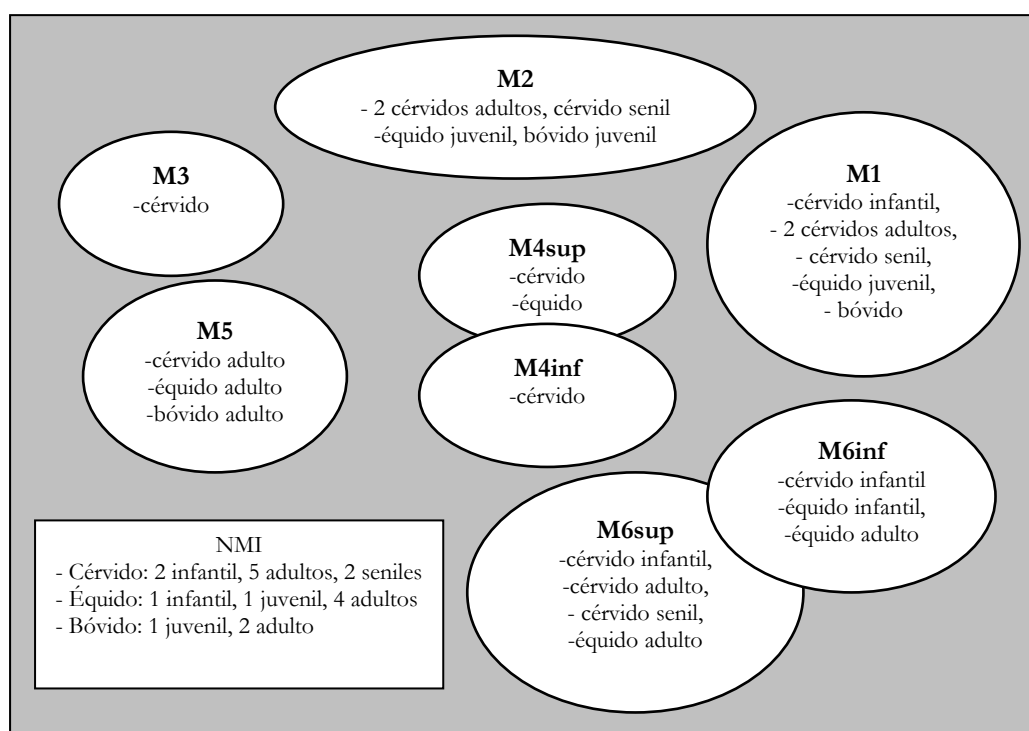 M2
- 2 cérvidos adultos, cérvido senil
-équido juvenil, bóvido juvenil
M3
-cérvido
M1
-cérvido infantil,
- 2 cérvidos adultos,
- cérvido senil,
-équido juvenil,
- bóvido
M4sup
-cérvido
-équido
M5
-cérvido adulto
-équido adulto
-bóvido adulto
M4inf
-cérvido
M6inf
-cérvido infantil
-équido infantil,
-équido adulto
M6sup
-cérvido infantil,
-cérvido adulto,
- cérvido senil,
-équido adulto
NMI
- Cérvido: 2 infantil, 5 adultos, 2 seniles
- Équido: 1 infantil, 1 juvenil, 4 adultos
- Bóvido: 1 juvenil, 2 adulto